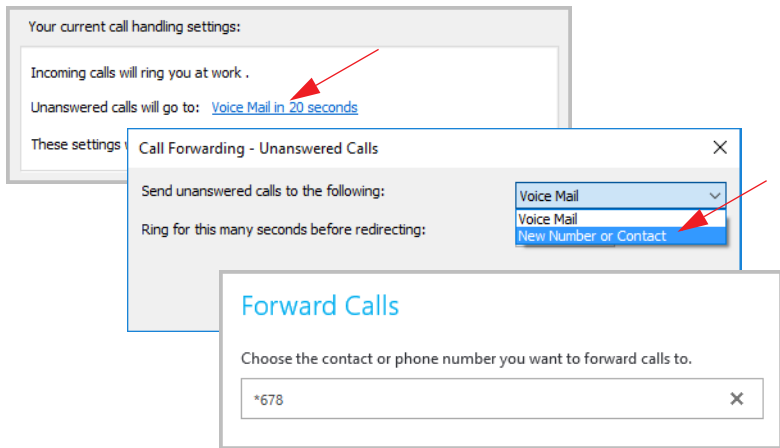 Your current call handling settings:
Incoming calls will ring you at work .
Unanswered calls will go to: Voice Mail in 20 seconds
These settings
Call Forwarding - Unanswered Calls
Send unanswered calls to the following:
Voice Mail
Voice Mail
New Number or Contact
Ring for this many seconds before redirecting:
Forward Calls
Choose the contact or phone number you want to forward calls to.
*678